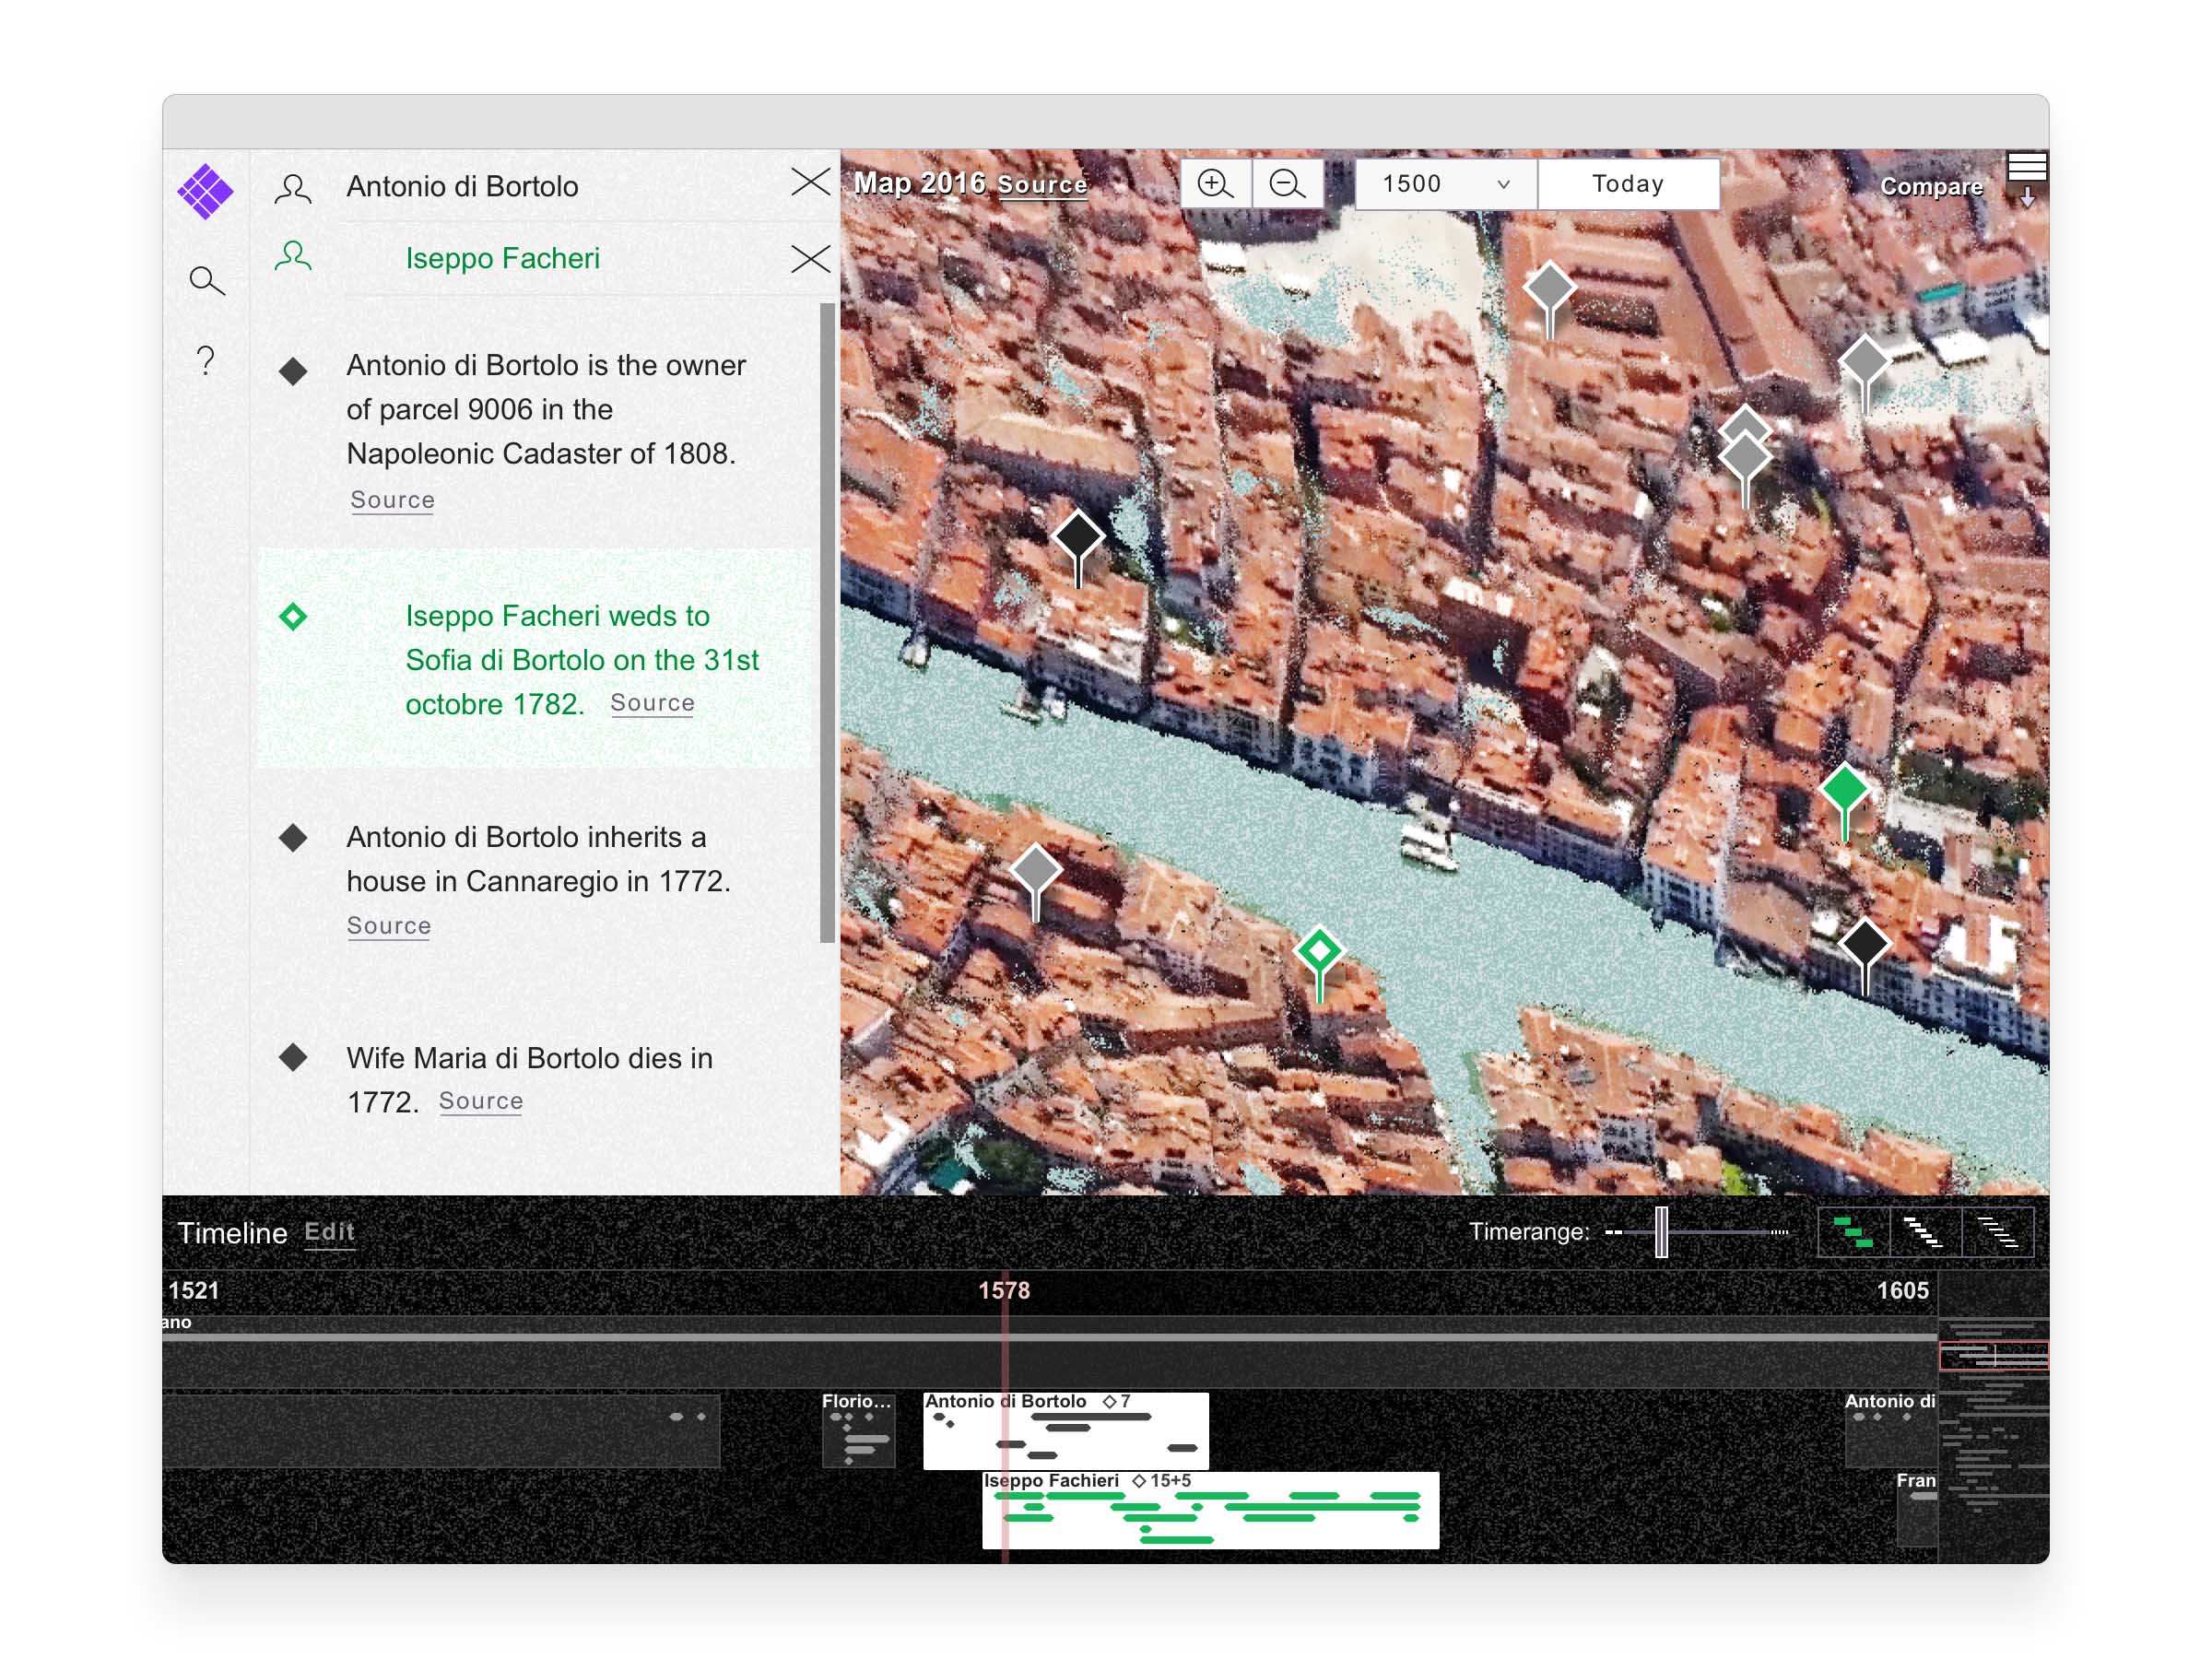 Antonio di Bortolo
Iseppo Facheri
?
Antonio di Bortolo is the owner
of parcel 9006 in the
Napoleonic Cadaster of 1808.
Source
Iseppo Facheri weds to
Sofia di Bortolo on the 31st
octobre 1782. Source
Antonio di Bortolo inherits a
house in Cannaregio in 1772.
Source
Wife Maria di Bortolo dies in
1772. Source
Map 2016 Source
1500
Today
Compare
Timeline Edit
Timerange:
1521
1578
1605
ano
Florio...
Antonio di Bortolo ◇ 7
Antonio di
Iseppo Fachieri ◇ 15+5
Fran